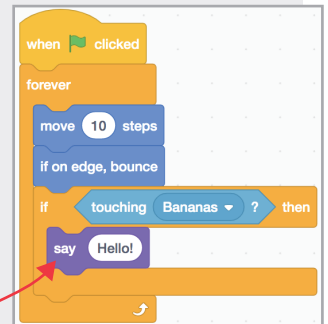 when clicked
forever
move 10 steps
if on edge, bounce
if touching Bananas ? then
say Hello!